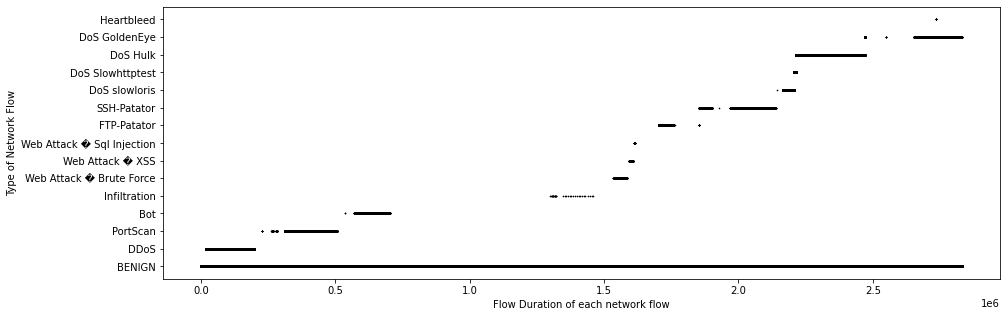 Heartbleed
DoS GoldenEye
DoS Hulk
DoS Slowhttptest
DoS slowloris
SSH-Patator
FTP-Patator
Web Attack � Sql Injection
Web Attack � XSS
Web Attack � Brute Force
Infiltration
Bot
PortScan
DDoS
BENIGN
Type of Network Flow
0.0 0.5 1.0 1.5 2.0 2.5
1e6
Flow Duration of each network flow